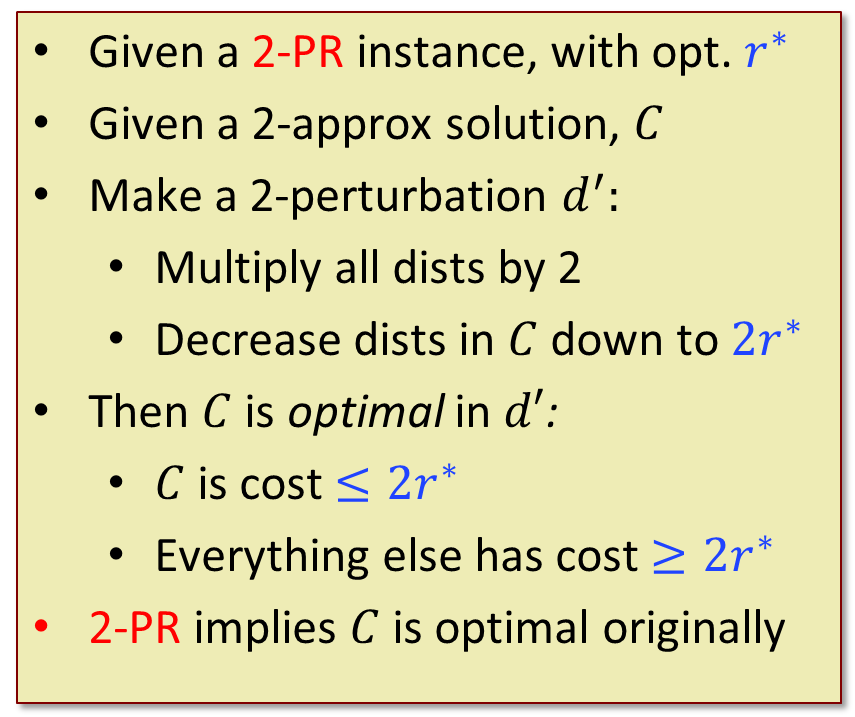 • Given a 2-PR instance, with opt. r*
• Given a 2-approx solution, C
• Make a 2-perturbation d′:
• Multiply all dists by 2
• Decrease dists in C down to 2r*
• Then C is optimal in d′:
• C is cost ≤ 2r*
• Everything else has cost ≥ 2r*
• 2-PR implies C is optimal originally